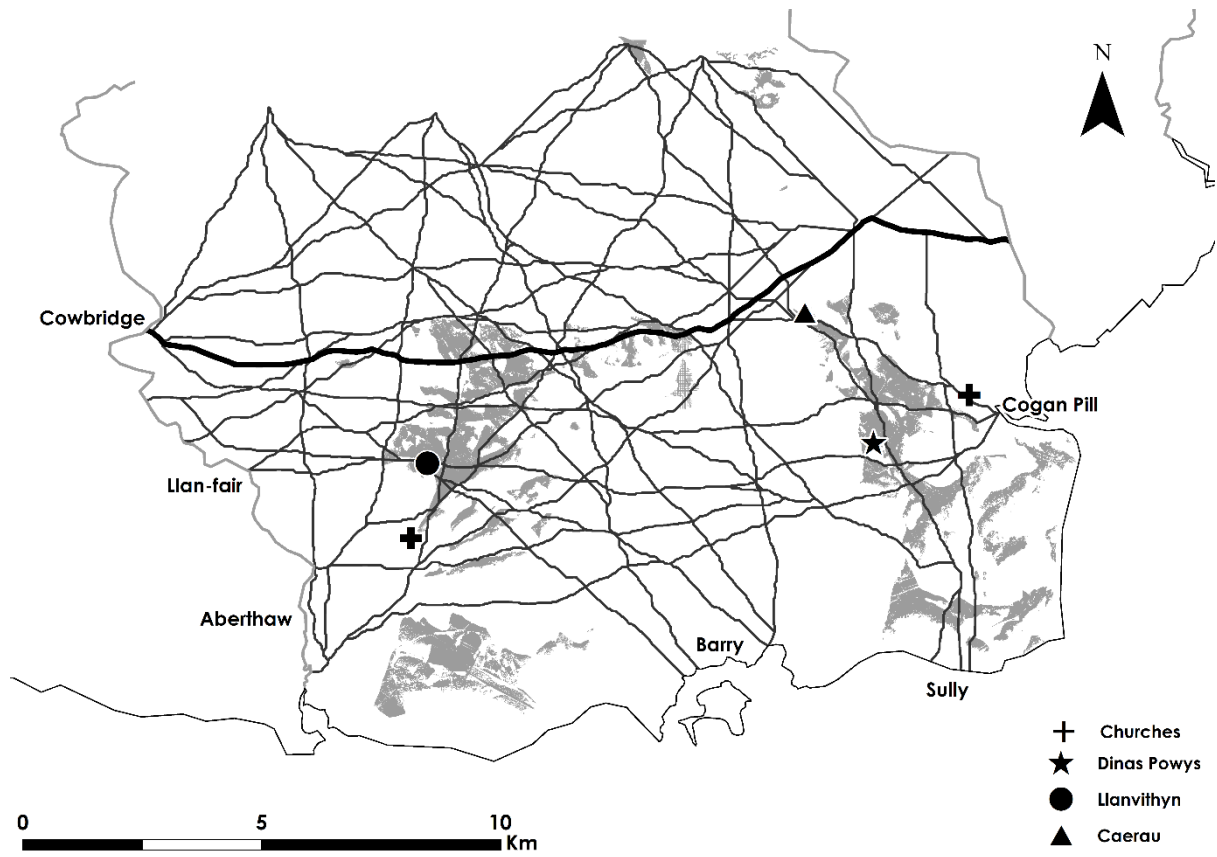 N
Cowbridge
Cogan Pill
Llan-fair
Aberthaw
Barry
Sully
Churches
Dinas Powys
Llanvithyn
Caerau
0 5 10
Km